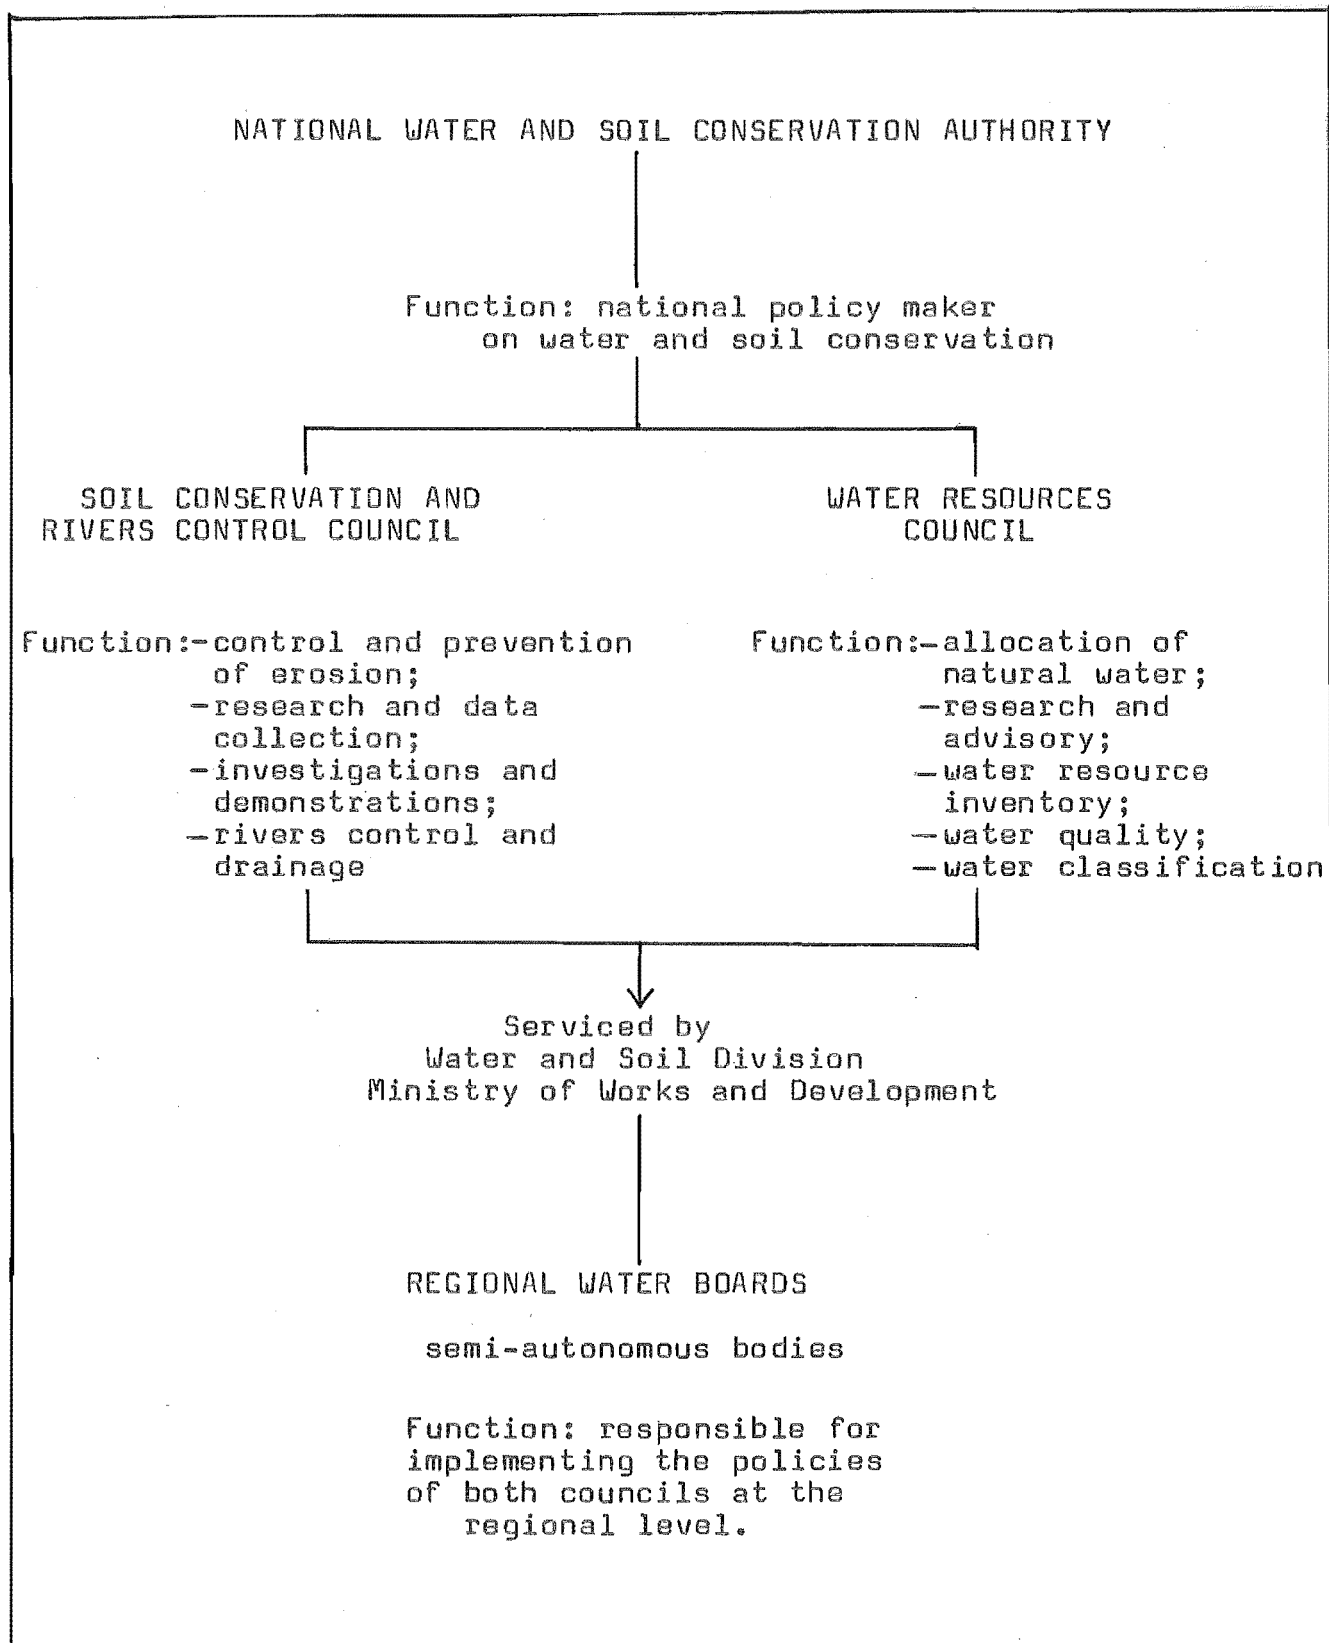 NATIONAL WATER AND SOIL CONSERVATION AUTHORITY
Function: national policy maker
on water and soil conservation
SOIL CONSERVATION AND
RIVERS CONTROL COUNCIL
Function:-control and prevention
of erosion;
-research and data
collection;
-investigations and
demonstrations;
-rivers control and
drainage
WATER RESOURCES
COUNCIL
Function:-allocation of
natural water;
-research and
advisory;
-water resource
inventory;
-water quality;
-water classification
Serviced by
Water and Soil Division
Ministry of Works and Development
REGIONAL WATER BOARDS
semi-autonomous bodies
Function: responsible for
implementing the policies
of both councils at the
regional level.